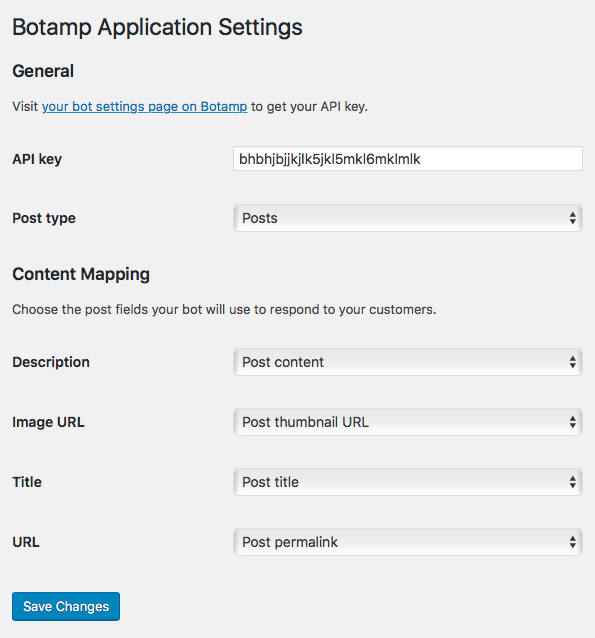 Botamp Application Settings
General
Visit your bot settings page on Botamp to get your API key.
API key bhbhjbjjkjlk5jkl5mkl6mklmlk
Post type Posts
Content Mapping
Choose the post fields your bot will use to respond to your customers.
Description Post content
Image URL Post thumbnail URL
Title Post title
URL Post permalink
Save Changes